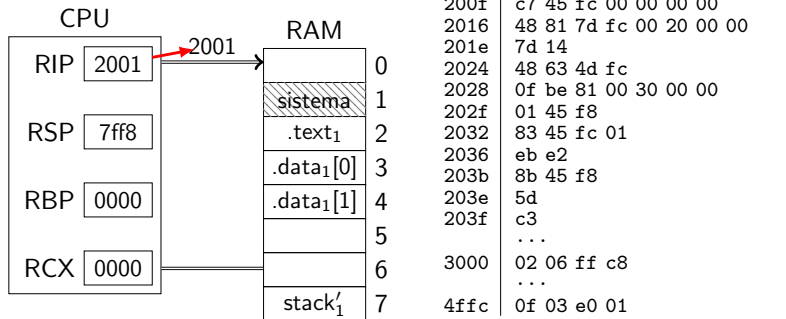 CPU
RIP 2001
2001
RSP 7ff8
RBP 0000
RCX 0000
RAM
0
sistema 1
.text₁ 2
.data₁[0] 3
.data₁[1] 4
5
6
stack′₁ 7
200f c7 45 fc 00 00 00 00
2016 48 81 7d fc 00 20 00 00
201e 7d 14
2024 48 63 4d fc
2028 0f be 81 00 30 00 00
202f 01 45 f8
2032 83 45 fc 01
2036 eb e2
203b 8b 45 f8
203e 5d
203f c3
...
3000 02 06 ff c8
...
4ffc 0f 03 e0 01